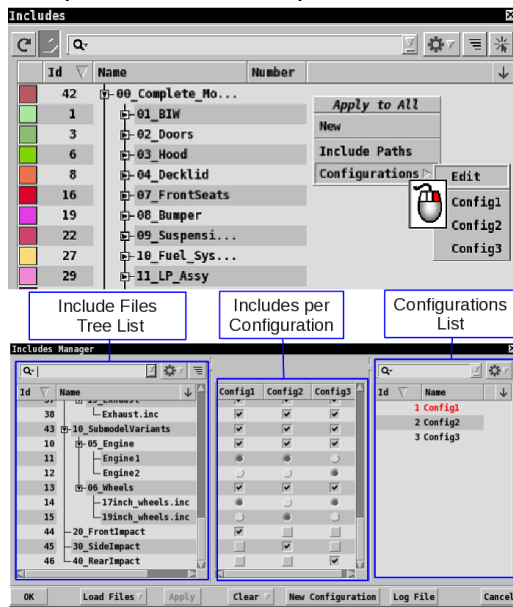 Includes
Id Name Number
42 00_Complete_Mo...
1 01_BIW
3 02_Doors
6 03_Hood
8 04_Decklid
16 07_FrontSeats
19 08_Bumper
22 09_Suspensi...
27 10_Fuel_Sys...
29 11_LP_Assy
Apply to All
New
Include Paths
Configurations
Edit
Config1
Config2
Config3
Include Files
Tree List
Includes per
Configuration
Configurations
List
Includes Manager
Id Name
38 Exhaust.inc
43 10_SubmodelVariants
10 05_Engine
11 Engine1
12 Engine2
13 06_Wheels
14 17inch_wheels.inc
15 19inch_wheels.inc
44 20_FrontImpact
45 30_SideImpact
46 40_RearImpact
Config1 Config2 Config3
Id Name
1 Config1
2 Config2
3 Config3
OK Load Files Apply Clear New Configuration Log File Cancel